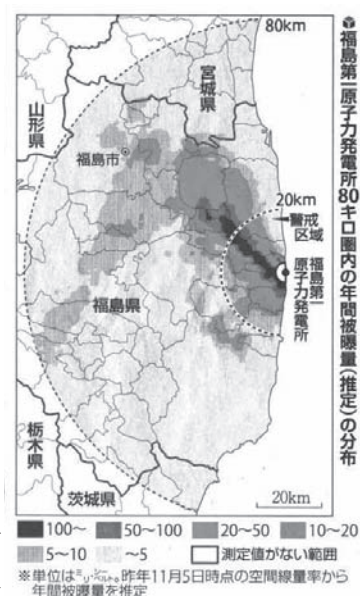 福島第一原子力発電所80キロ圏内の年間被曝量(推定)の分布
80km
宮城県
山形県
福島市
20km
警戒区域
福島第一原子力発電所
福島県
栃木県
茨城県
20km
100~ 50~100 20~50 10~20
5~10 ~5 測定値がない範囲
※単位はミリシーベルト。昨年11月5日時点の空間線量率から
年間被曝量を推定